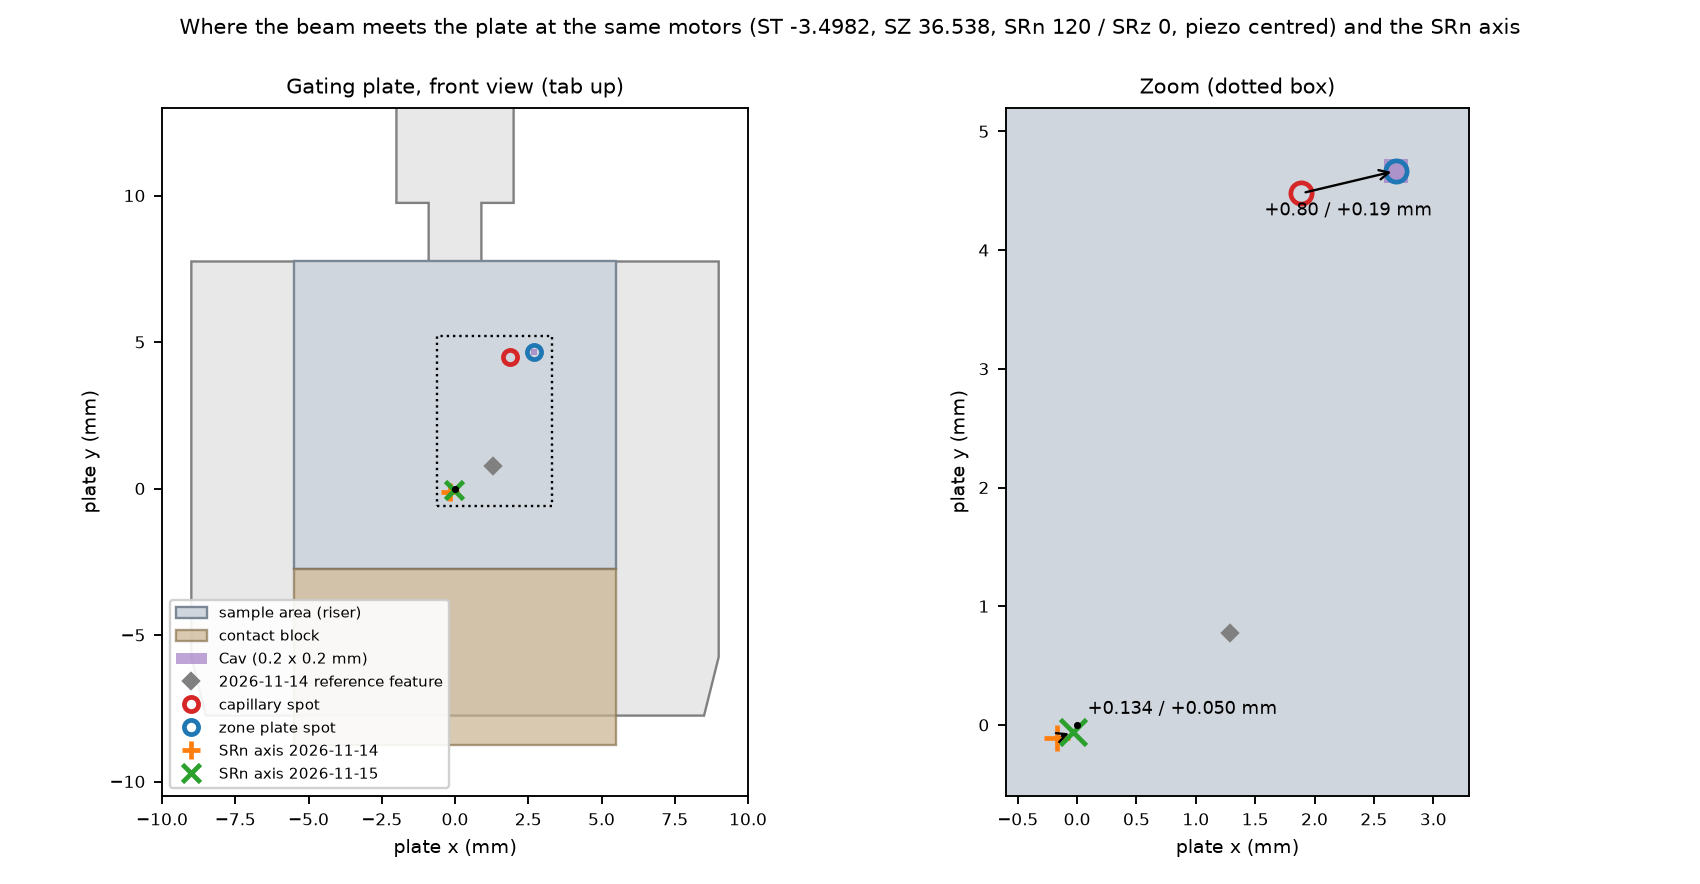 Where the beam meets the plate at the same motors (ST -3.4982, SZ 36.538, SRn 120 / SRz 0, piezo centred) and the SRn axis
Gating plate, front view (tab up)
plate y (mm)
10
5
0
−5
−10
sample area (riser)
contact block
Cav (0.2 x 0.2 mm)
2026-11-14 reference feature
capillary spot
zone plate spot
SRn axis 2026-11-14
SRn axis 2026-11-15
−10.0 −7.5 −5.0 −2.5 0.0 2.5 5.0 7.5 10.0
plate x (mm)
Zoom (dotted box)
plate y (mm)
5
4
3
2
1
0
+0.80 / +0.19 mm
+0.134 / +0.050 mm
−0.5 0.0 0.5 1.0 1.5 2.0 2.5 3.0
plate x (mm)